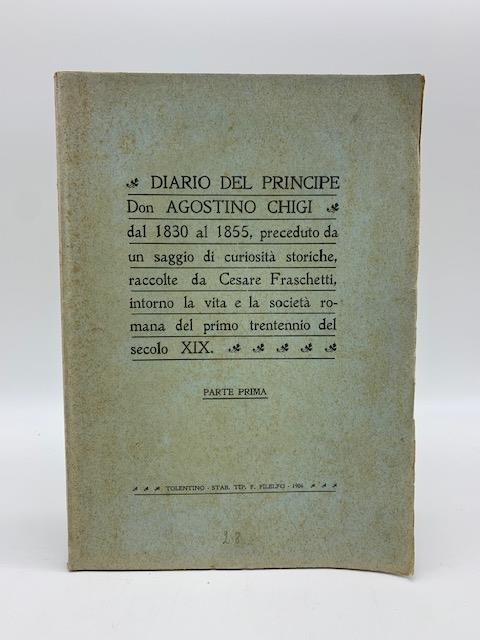 DIARIO DEL PRINCIPE
Don AGOSTINO CHIGI
dal 1830 al 1855, preceduto da
un saggio di curiosità storiche,
raccolte da Cesare Fraschetti,
intorno la vita e la società ro-
mana del primo trentennio del
secolo XIX.
PARTE PRIMA
TOLENTINO - STAB. TIP. F. FILELFO - 1906
28